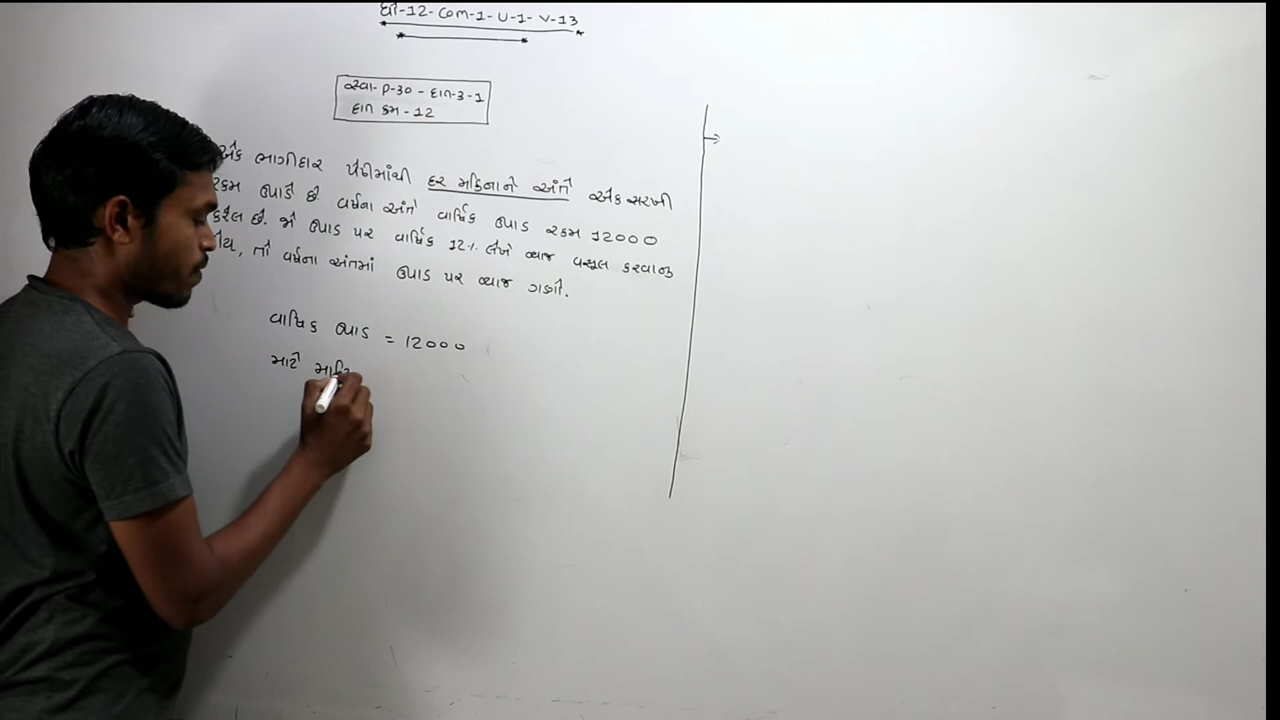 ધો-12-COM-1-U-1-V-13
સ્વા-P-30-દાખ-3-1
દાખ ક્રમ-12
એક ભાગીદાર પેઢીમાંથી દર મહિનાને અંતે એક સરખી
રકમ ઉપાડે છે વર્ષના અંતે વાર્ષિક ઉપાડ રકમ 12000
કરેલ છે. જો ઉપાડ પર વાર્ષિક 12% લેખે વ્યાજ વસૂલ કરવાનુ
તો વર્ષના અંતમાં ઉપાડ પર વ્યાજ ગણો.
વાર્ષિક ઉપાડ = 12000
માટે